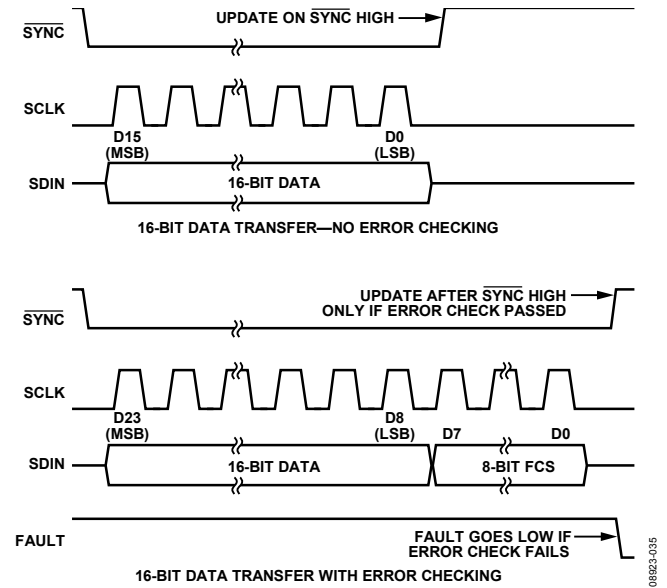 UPDATE ON SYNC HIGH
SYNC
SCLK
D15
(MSB)
D0
(LSB)
SDIN
16-BIT DATA
16-BIT DATA TRANSFER—NO ERROR CHECKING
UPDATE AFTER SYNC HIGH
ONLY IF ERROR CHECK PASSED
SYNC
SCLK
D23
(MSB)
D8
(LSB)
D7
D0
SDIN
16-BIT DATA
8-BIT FCS
FAULT
FAULT GOES LOW IF
ERROR CHECK FAILS
16-BIT DATA TRANSFER WITH ERROR CHECKING
08923-035